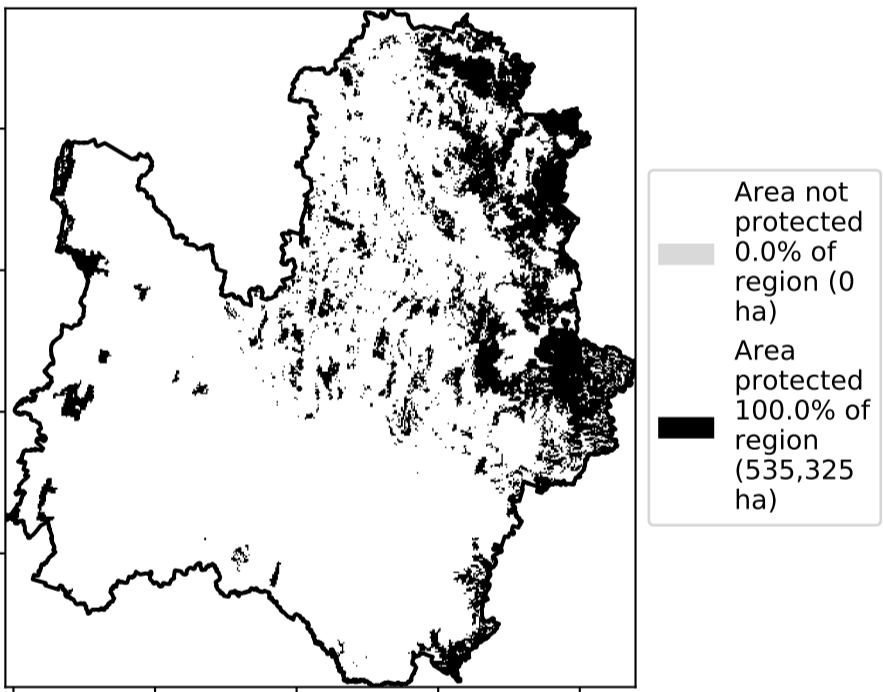 Area not
protected
0.0% of
region (0
ha)
Area
protected
100.0% of
region
(535,325
ha)